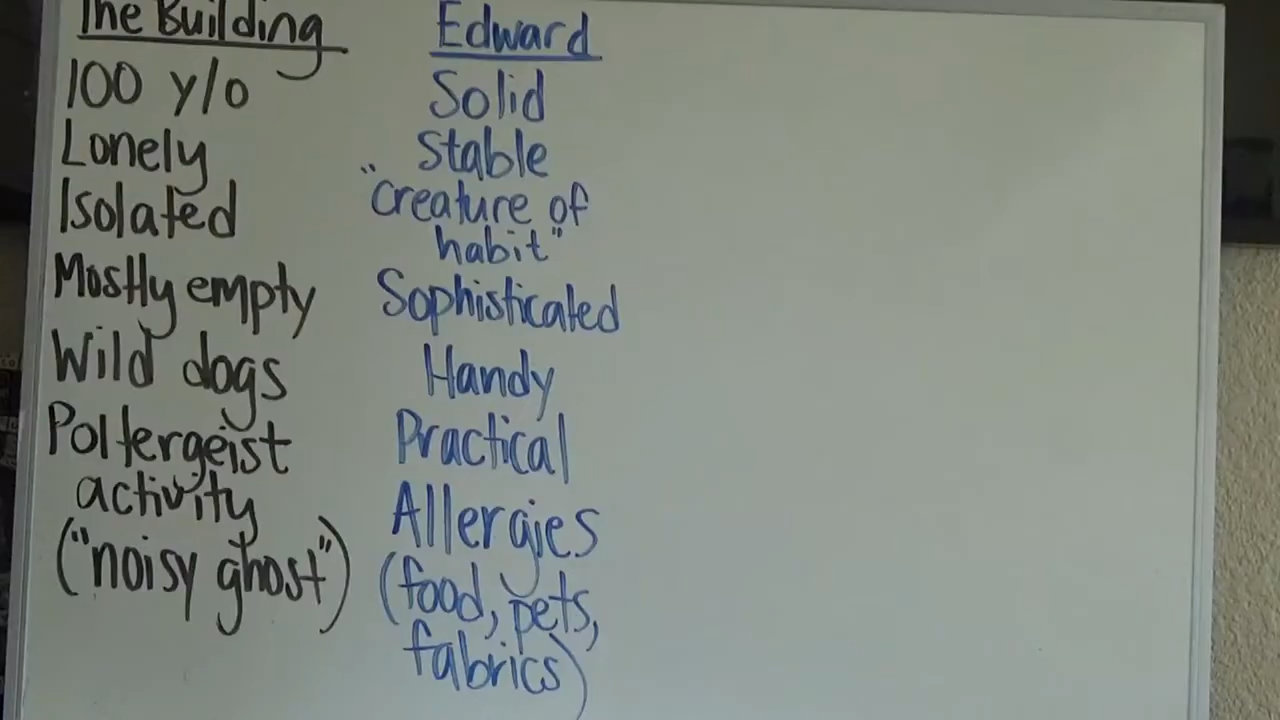 The Building
100 y/o
Lonely
Isolated
Mostly empty
Wild dogs
Poltergeist
activity
("noisy ghost")
Edward
Solid
Stable
"creature of
habit"
Sophisticated
Handy
Practical
Allergies
(food, pets,
fabrics)